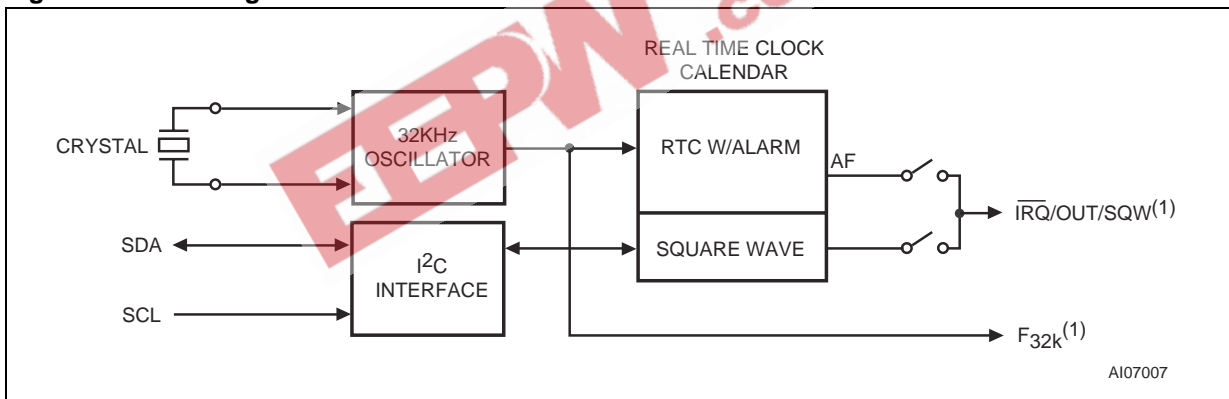 REAL TIME CLOCK
CALENDAR
CRYSTAL
32KHz
OSCILLATOR
RTC W/ALARM
AF
IRQ/OUT/SQW(1)
SDA
I2C
INTERFACE
SQUARE WAVE
SCL
F32k(1)
AI07007
EEPW